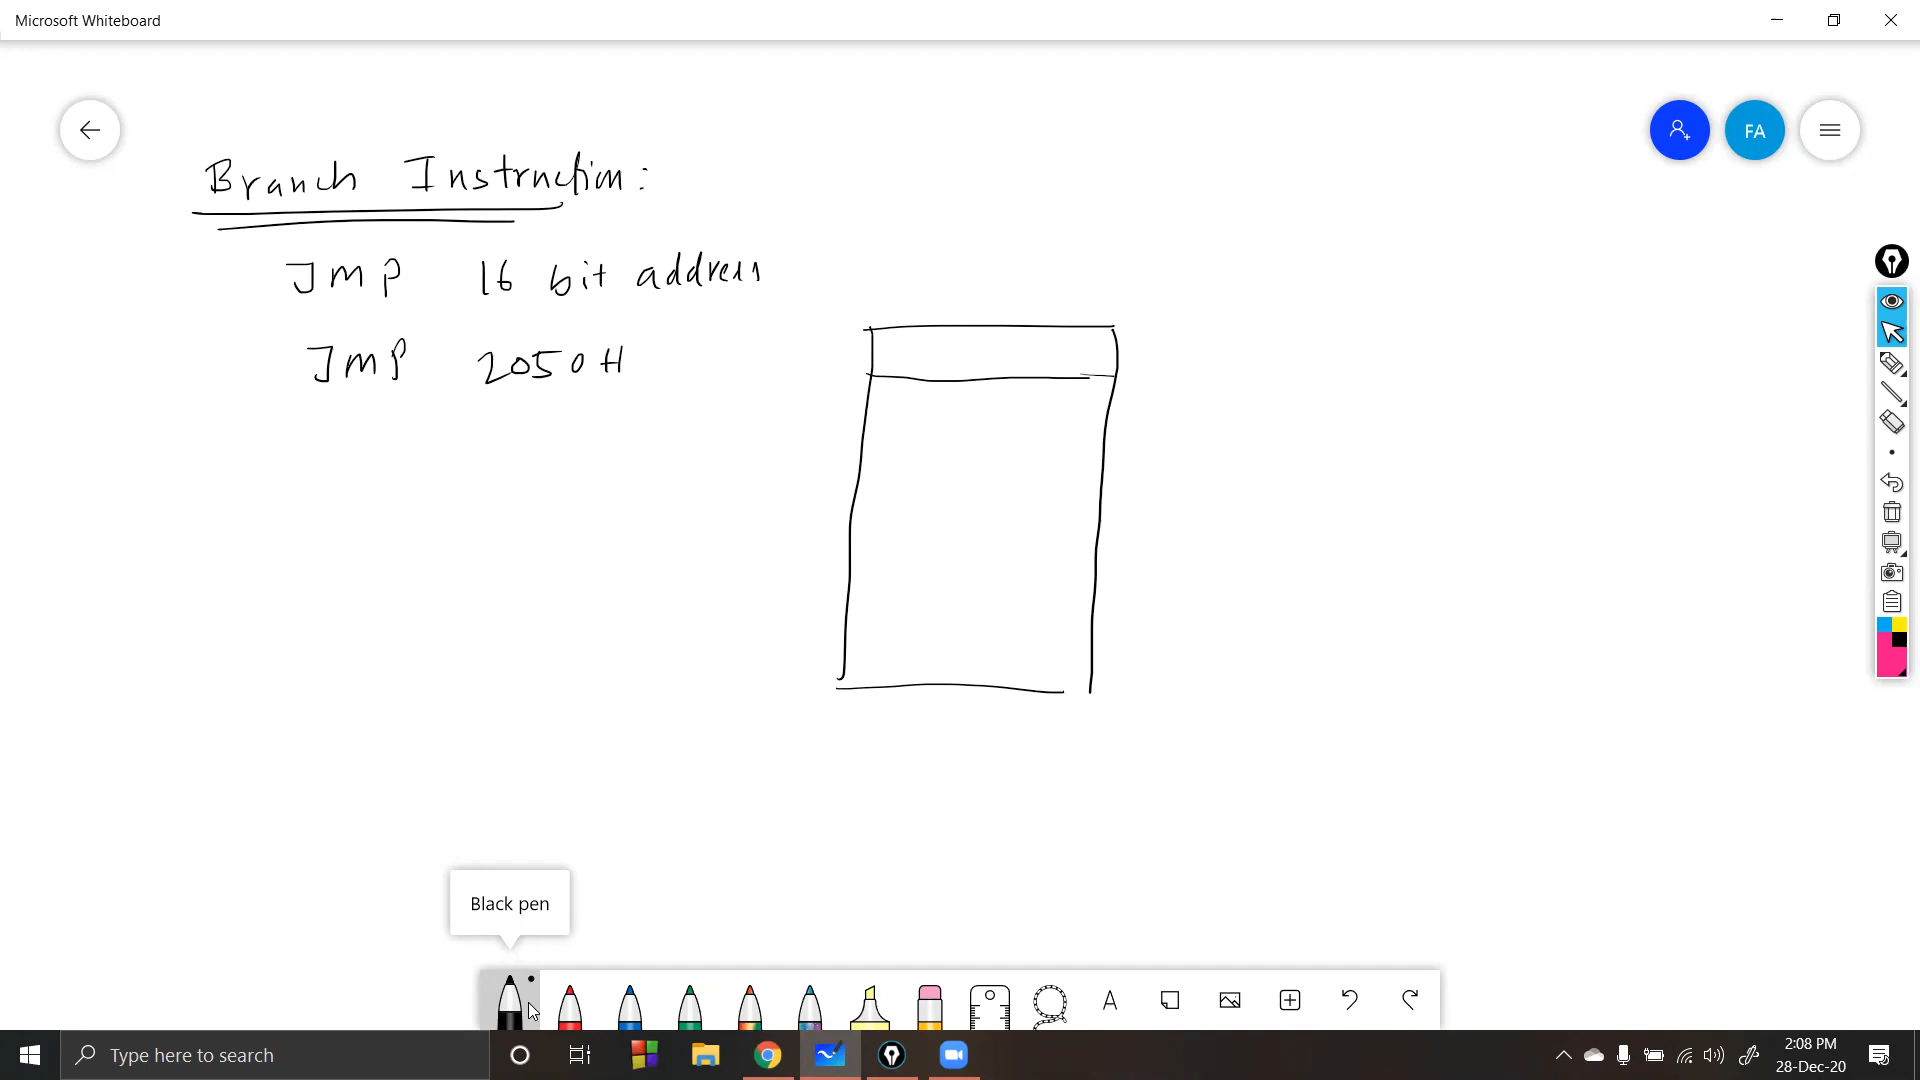 Microsoft Whiteboard
FA
Branch Instruction:
JMP 16 bit address
JMP 2050H
Black pen
A
Type here to search
2:08 PM
28-Dec-20